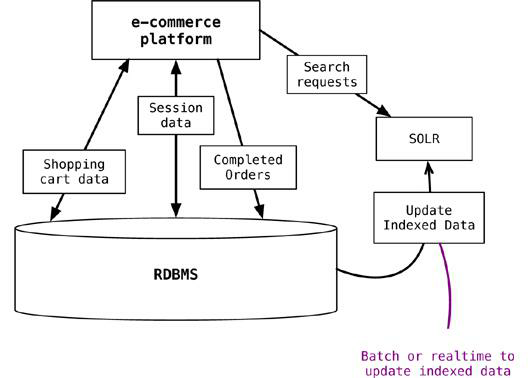 e-commerce
platform
Search
requests
Session
data
SOLR
Shopping
cart data
Completed
Orders
Update
Indexed Data
RDBMS
Batch or realtime to
update indexed data